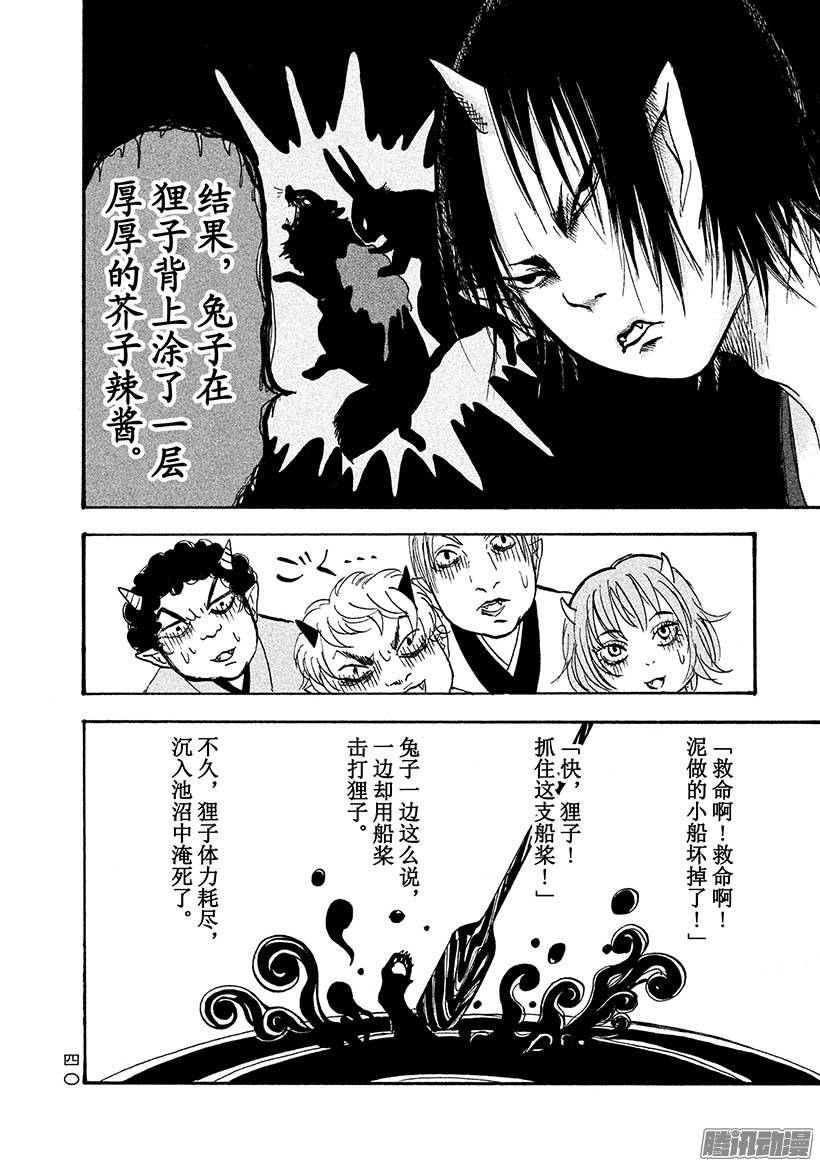 结果，兔子在
狸子背上涂了一层
厚厚的芥子辣酱。
ごく…
「救命啊！救命啊！
泥做的小船坏掉了！」
「快，狸子！
抓住这支船桨！」
兔子一边这么说，
一边却用船桨
击打狸子。
不久，狸子体力耗尽，
沉入池沼中淹死了。
四〇
腾讯动漫